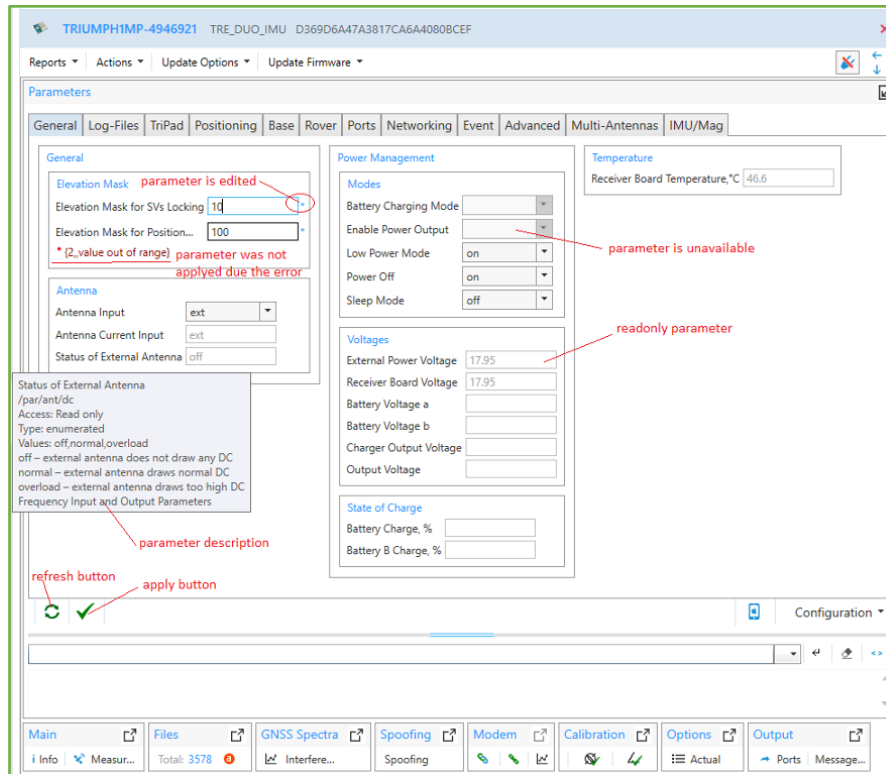 TRIUMPH1MP-4946921 TRE_DUO_IMU D369D6A47A3817CA6A4080BCEF
Reports Actions Update Options Update Firmware
Parameters
General Log-Files TriPad Positioning Base Rover Ports Networking Event Advanced Multi-Antennas IMU/Mag
General
Elevation Mask
parameter is edited
Elevation Mask for SVs Locking 10 *
Elevation Mask for Position... 100 *
* {2,,value out of range}
parameter was not
applyed due the error
Antenna
Antenna Input ext
Antenna Current Input ext
Status of External Antenna off
Status of External Antenna
/par/ant/dc
Access: Read only
Type: enumerated
Values: off,normal,overload
off – external antenna does not draw any DC
normal – external antenna draws normal DC
overload – external antenna draws too high DC
Frequency Input and Output Parameters
parameter description
refresh button
apply button
Power Management
Modes
Battery Charging Mode
Enable Power Output
Low Power Mode on
Power Off on
Sleep Mode off
parameter is unavailable
Voltages
External Power Voltage 17.95
Receiver Board Voltage 17.95
Battery Voltage a
Battery Voltage b
Charger Output Voltage
Output Voltage
readonly parameter
State of Charge
Battery Charge, %
Battery B Charge, %
Temperature
Receiver Board Temperature,°C 46.6
Configuration
Main Files GNSS Spectra Spoofing Modem Calibration Options Output
i Info Measur... Total: 3578 a Interfere... Spoofing Actual Ports Message...